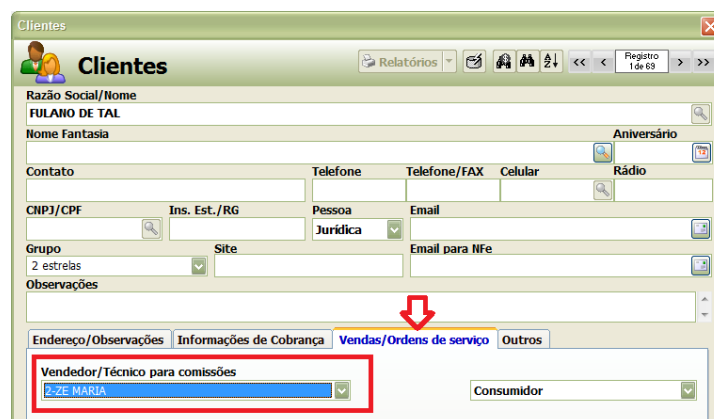 Clientes
Clientes Relatórios Registro
1 de 69
Razão Social/Nome
FULANO DE TAL
Nome Fantasia Aniversário
Contato Telefone Telefone/FAX Celular Rádio
CNPJ/CPF Ins. Est./RG Pessoa Email
Jurídica
Grupo Site Email para NFe
2 estrelas
Observações
Endereço/Observações Informações de Cobrança Vendas/Ordens de serviço Outros
Vendedor/Técnico para comissões
2-ZE MARIA Consumidor